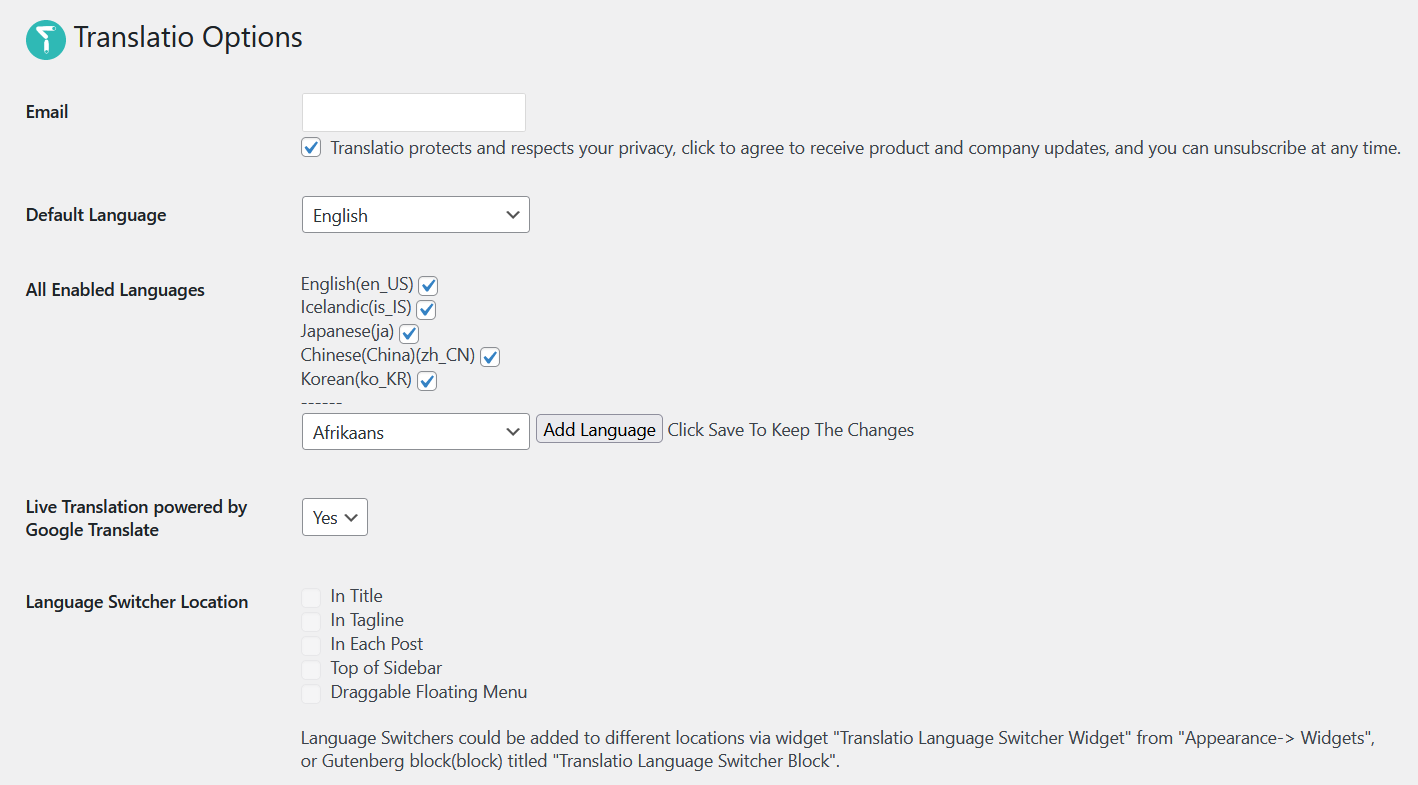 Translatio Options
Email
Translatio protects and respects your privacy, click to agree to receive product and company updates, and you can unsubscribe at any time.
Default Language
English
All Enabled Languages
English(en_US)
Icelandic(is_IS)
Japanese(ja)
Chinese(China)(zh_CN)
Korean(ko_KR)
------
Afrikaans
Add Language
Click Save To Keep The Changes
Live Translation powered by
Google Translate
Yes
Language Switcher Location
In Title
In Tagline
In Each Post
Top of Sidebar
Draggable Floating Menu
Language Switchers could be added to different locations via widget "Translatio Language Switcher Widget" from "Appearance-> Widgets",
or Gutenberg block(block) titled "Translatio Language Switcher Block".